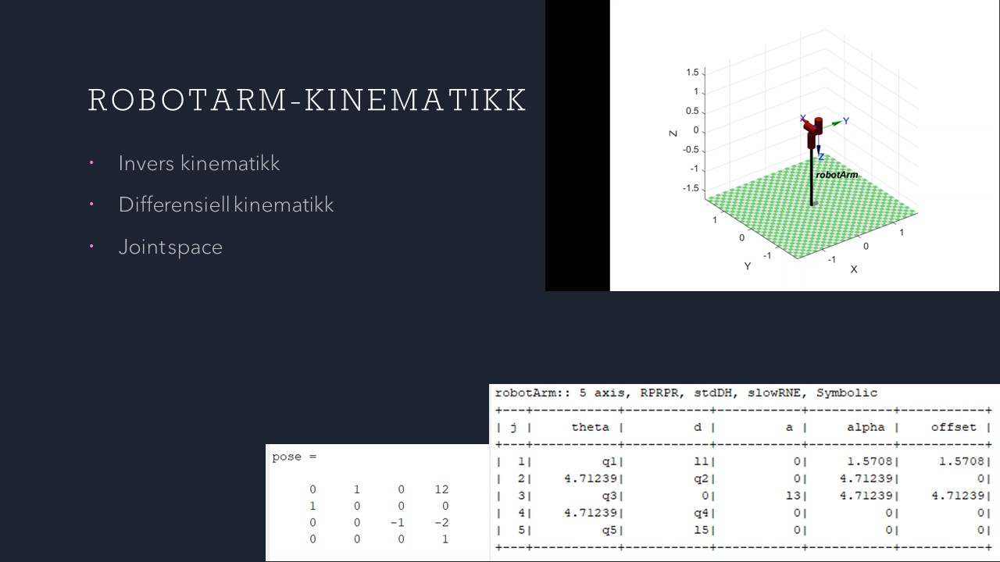 ROBOTARM-KINEMATIKK
• Invers kinematikk
• Differensiell kinematikk
• Jointspace
1.5
1
0.5
0
-0.5
-1
-1.5
Z
X
Y
Z
robotArm
1
0
-1
Y
-1
0
1
X
robotArm:: 5 axis, RPRPR, stdDH, slowRNE, Symbolic
+---+-----------+-----------+-----------+-----------+-----------+
| j | theta | d | a | alpha | offset |
+---+-----------+-----------+-----------+-----------+-----------+
| 1| q1| l1| 0| 1.5708| 1.5708|
| 2| 4.71239| q2| 0| 4.71239| 0|
| 3| q3| 0| l3| 4.71239| 4.71239|
| 4| 4.71239| q4| 0| 0| 0|
| 5| q5| l5| 0| 0| 0|
+---+-----------+-----------+-----------+-----------+-----------+
pose =
0 1 0 12
1 0 0 0
0 0 -1 -2
0 0 0 1